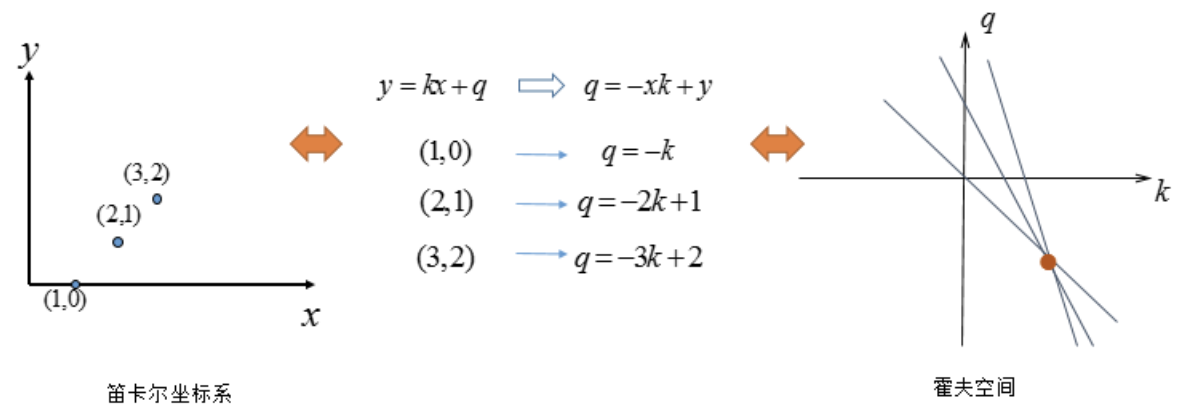 y
(3,2)
(2,1)
(1,0)
x
笛卡尔坐标系
y = kx + q ⇒ q = −xk + y
(1,0) → q = −k
(2,1) → q = −2k + 1
(3,2) → q = −3k + 2
q
k
霍夫空间